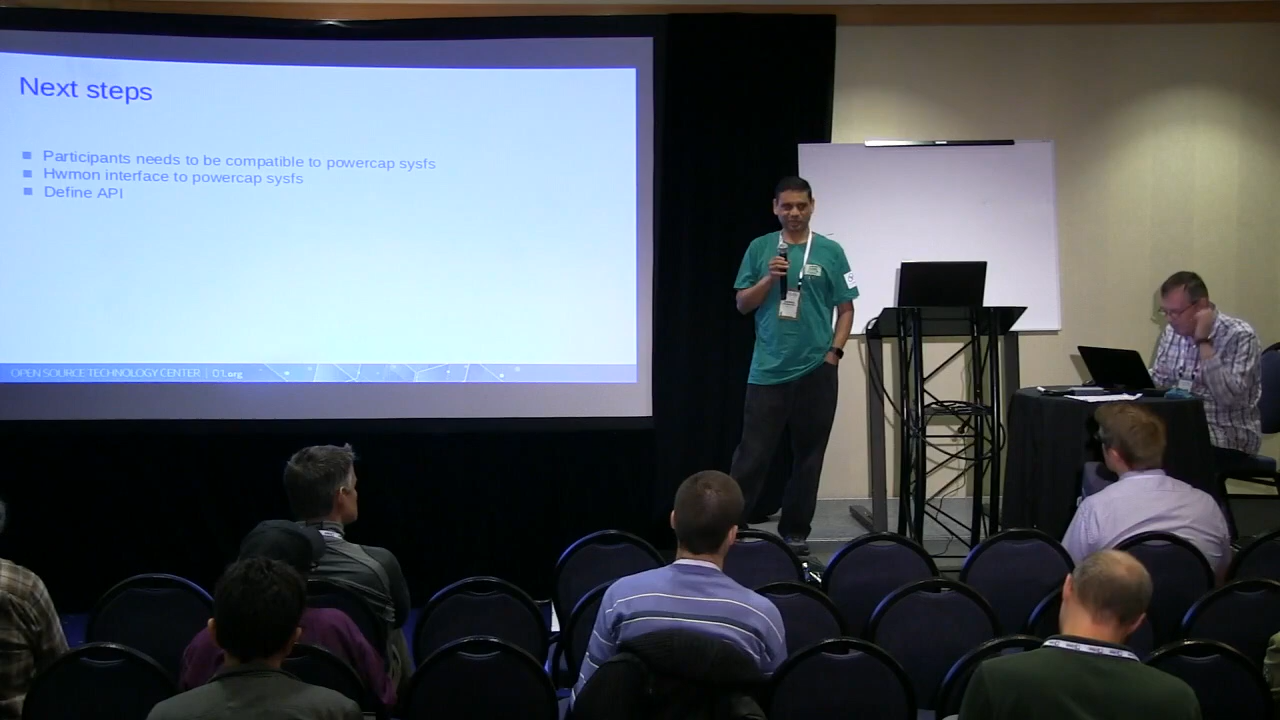 Next steps
Participants needs to be compatible to powercap sysfs
Hwmon interface to powercap sysfs
Define API
OPEN SOURCE TECHNOLOGY CENTER | 01.org